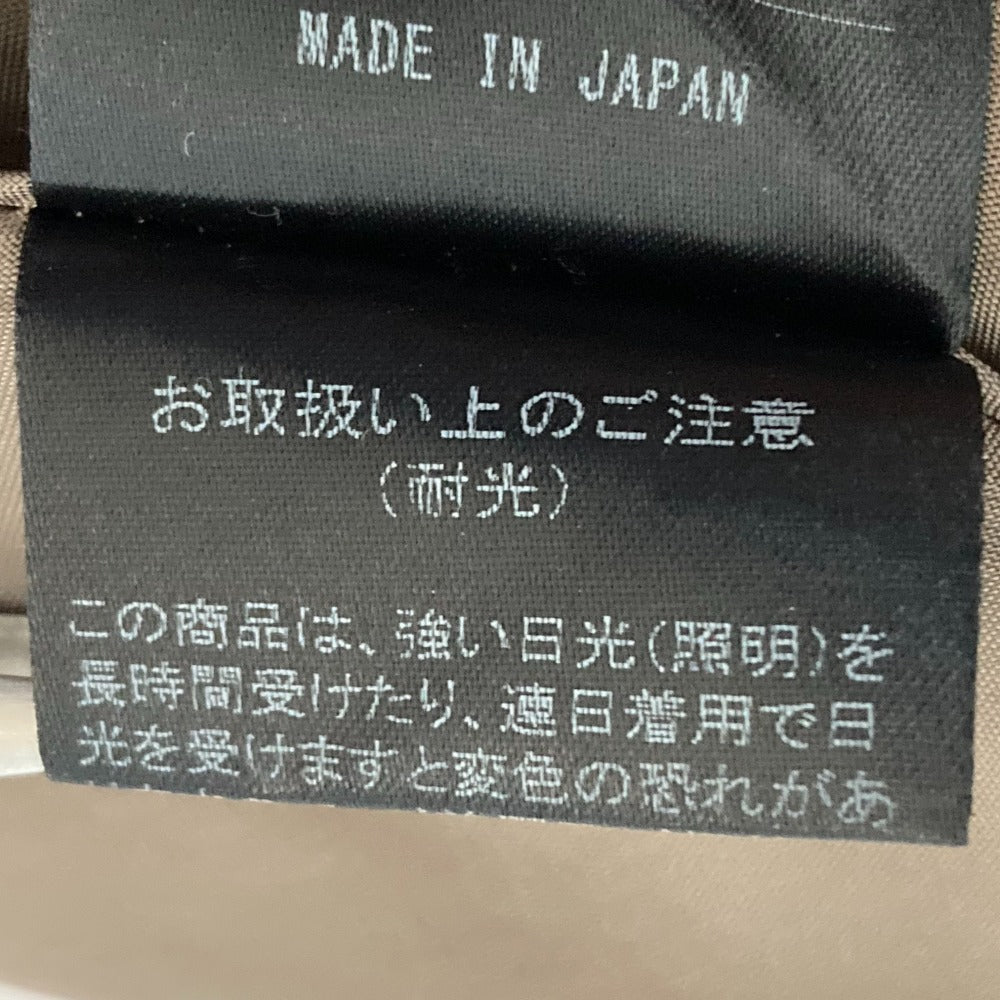 MADE IN JAPAN
お取扱い上のご注意
(耐光)
この商品は、強い日光(照明)を
長時間受けたり、連日着用で日
光を受けますと変色の恐れがあ